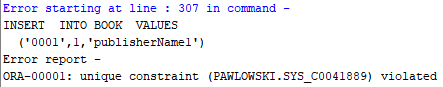 Error starting at line : 307 in command -
INSERT  INTO BOOK  VALUES
  ('0001',1,'publisherName1')
Error report -
ORA-00001: unique constraint (PAWLOWSKI.SYS_C0041889) violated